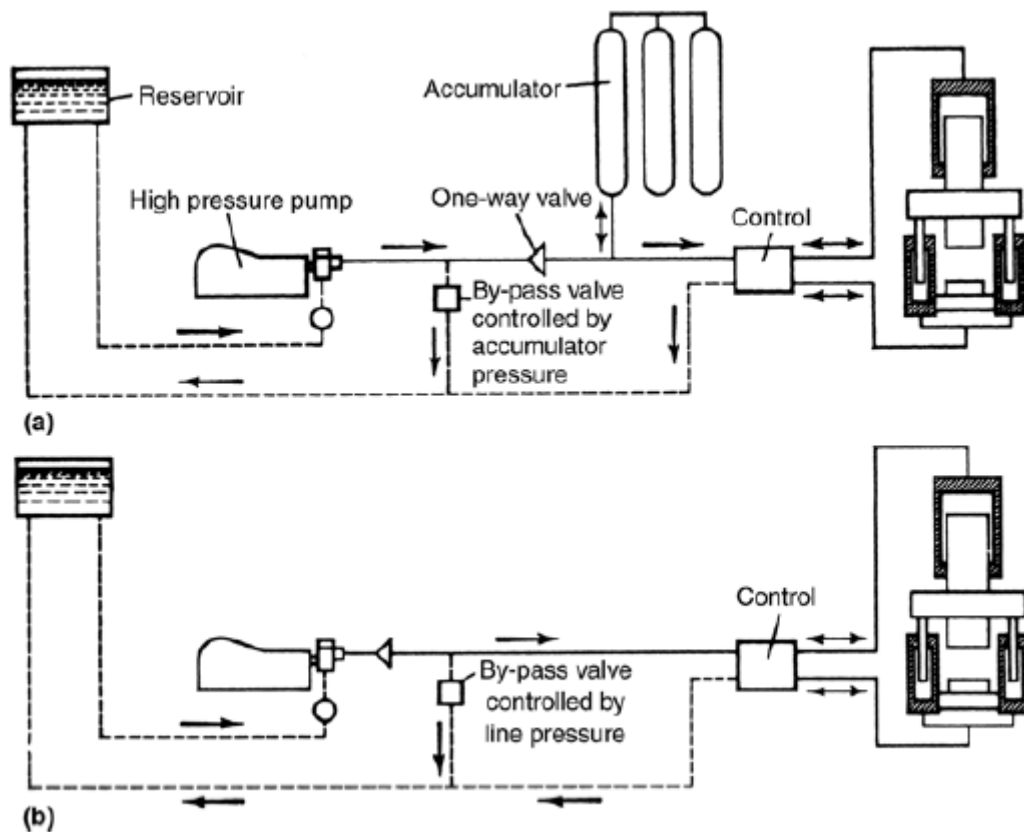 Reservoir
Accumulator
High pressure pump
One-way valve
Control
By-pass valve
controlled by
accumulator
pressure
(a)
Control
By-pass valve
controlled by
line pressure
(b)